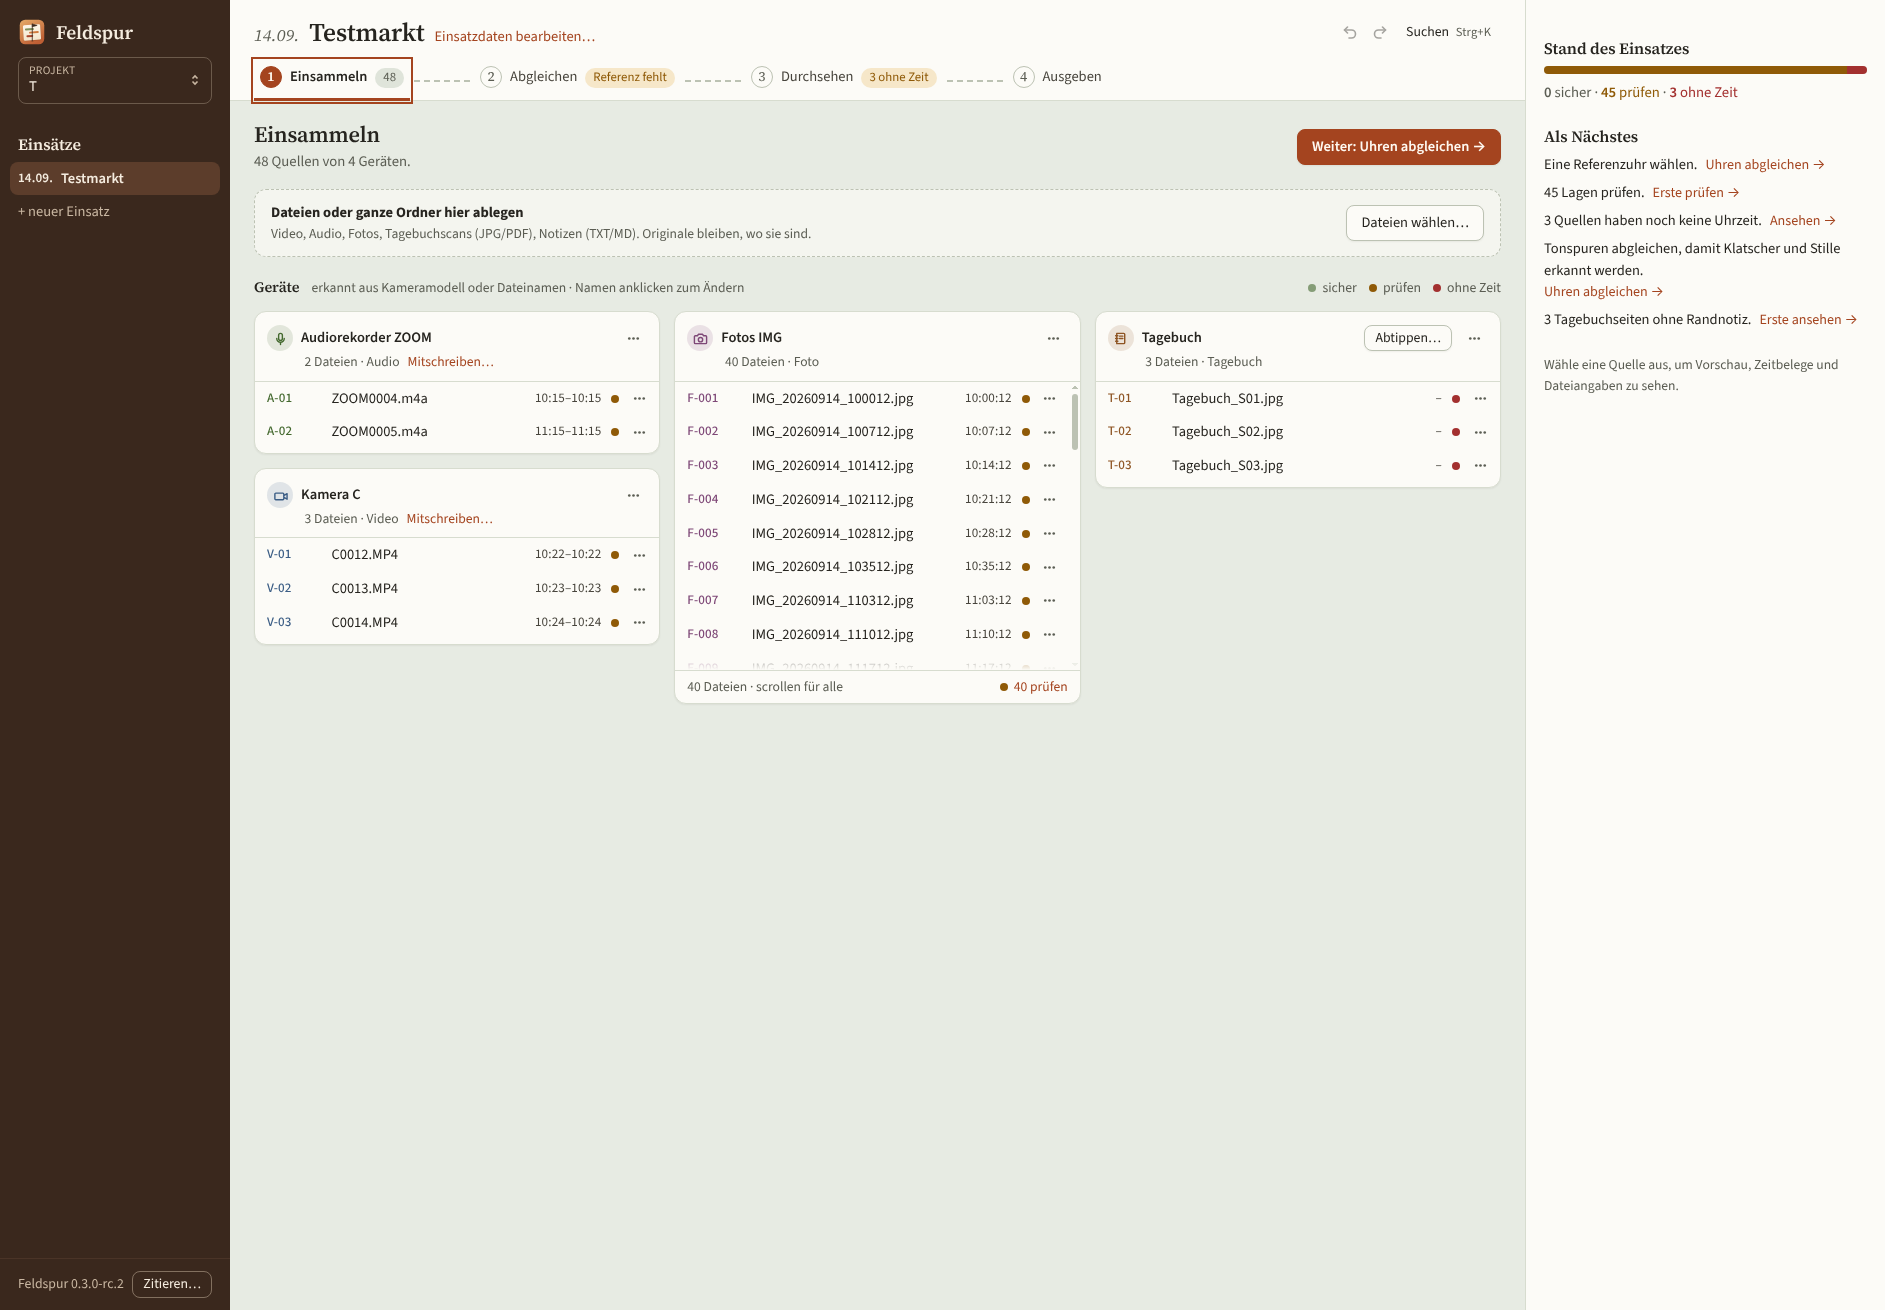 Feldspur
PROJEKT
T
Einsätze
14.09. Testmarkt
+ neuer Einsatz
Feldspur 0.3.0-rc.2 Zitieren…
14.09. Testmarkt Einsatzdaten bearbeiten…
Suchen Strg+K
1 Einsammeln 48
2 Abgleichen Referenz fehlt
3 Durchsehen 3 ohne Zeit
4 Ausgeben
Einsammeln
48 Quellen von 4 Geräten.
Weiter: Uhren abgleichen →
Dateien oder ganze Ordner hier ablegen
Video, Audio, Fotos, Tagebuchscans (JPG/PDF), Notizen (TXT/MD). Originale bleiben, wo sie sind.
Dateien wählen…
Geräte erkannt aus Kameramodell oder Dateinamen · Namen anklicken zum Ändern
sicher prüfen ohne Zeit
Audiorekorder ZOOM
2 Dateien · Audio Mitschreiben…
A-01 ZOOM0004.m4a 10:15–10:15
A-02 ZOOM0005.m4a 11:15–11:15
Kamera C
3 Dateien · Video Mitschreiben…
V-01 C0012.MP4 10:22–10:22
V-02 C0013.MP4 10:23–10:23
V-03 C0014.MP4 10:24–10:24
Fotos IMG
40 Dateien · Foto
F-001 IMG_20260914_100012.jpg 10:00:12
F-002 IMG_20260914_100712.jpg 10:07:12
F-003 IMG_20260914_101412.jpg 10:14:12
F-004 IMG_20260914_102112.jpg 10:21:12
F-005 IMG_20260914_102812.jpg 10:28:12
F-006 IMG_20260914_103512.jpg 10:35:12
F-007 IMG_20260914_110312.jpg 11:03:12
F-008 IMG_20260914_111012.jpg 11:10:12
F-009 IMG_20260914_111712.jpg 11:17:12
40 Dateien · scrollen für alle 40 prüfen
Tagebuch Abtippen…
3 Dateien · Tagebuch
T-01 Tagebuch_S01.jpg –
T-02 Tagebuch_S02.jpg –
T-03 Tagebuch_S03.jpg –
Stand des Einsatzes
0 sicher · 45 prüfen · 3 ohne Zeit
Als Nächstes
Eine Referenzuhr wählen. Uhren abgleichen →
45 Lagen prüfen. Erste prüfen →
3 Quellen haben noch keine Uhrzeit. Ansehen →
Tonspuren abgleichen, damit Klatscher und Stille
erkannt werden.
Uhren abgleichen →
3 Tagebuchseiten ohne Randnotiz. Erste ansehen →
Wähle eine Quelle aus, um Vorschau, Zeitbelege und
Dateiangaben zu sehen.